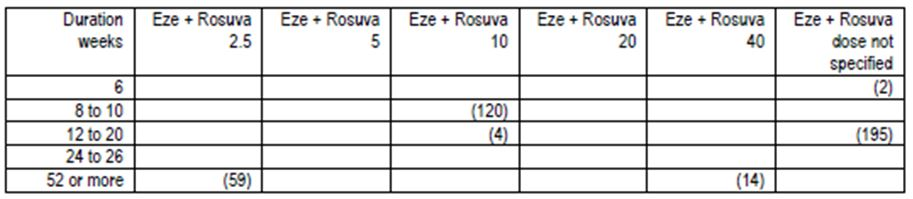 Duration weeks Eze + Rosuva 2.5 Eze + Rosuva 5 Eze + Rosuva 10 Eze + Rosuva 20 Eze + Rosuva 40 Eze + Rosuva dose not specified
6 (2)
8 to 10 (120)
12 to 20 (4) (195)
24 to 26
52 or more (59) (14)